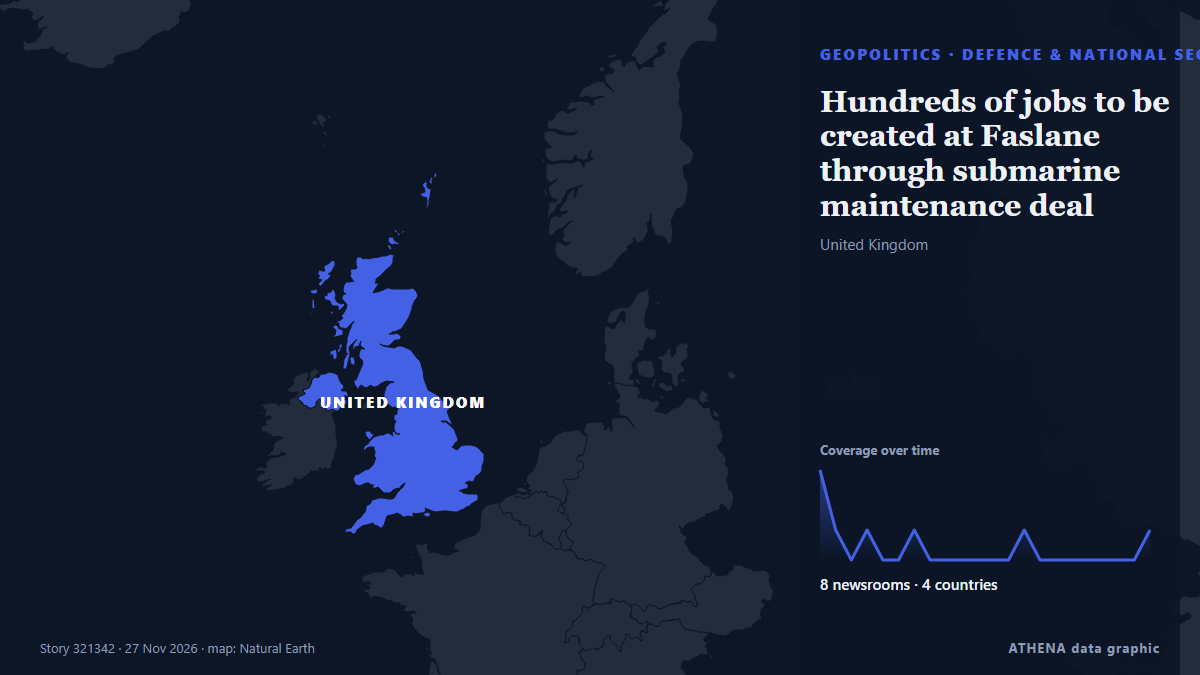 GEOPOLITICS · DEFENCE & NATIONAL
Hundreds of jobs to be
created at Faslane
through submarine
maintenance deal
United Kingdom
UNITED KINGDOM
Coverage over time
8 newsrooms · 4 countries
Story 321342 · 27 Nov 2026 · map: Natural Earth
ATHENA data graphic